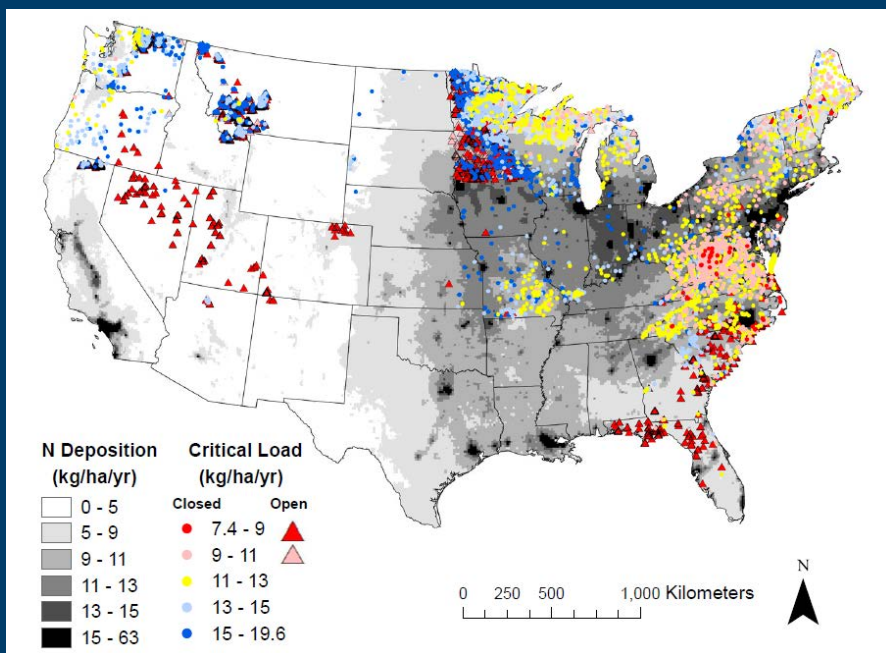 N Deposition
(kg/ha/yr)
0 - 5
5 - 9
9 - 11
11 - 13
13 - 15
15 - 63
Critical Load
(kg/ha/yr)
Closed Open
7.4 - 9
9 - 11
11 - 13
13 - 15
15 - 19.6
N
0 250 500 1,000 Kilometers